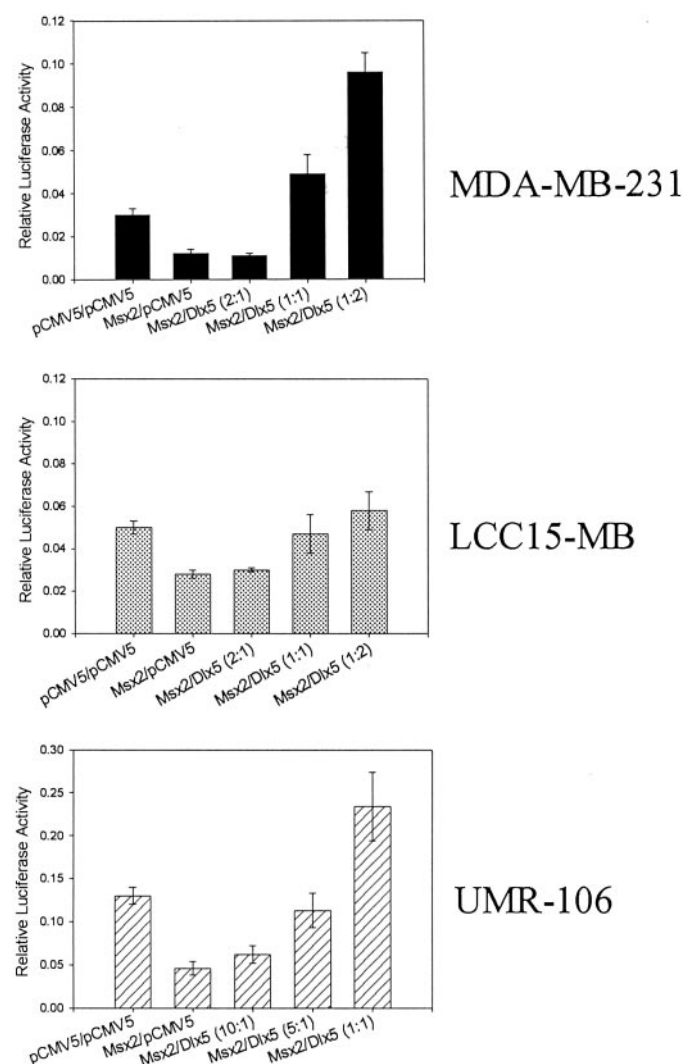 Relative Luciferase Activity
0.12
0.10
0.08
0.06
0.04
0.02
0.00
pCMV5/pCMV5
Msx2/pCMV5
Msx2/Dlx5 (2:1)
Msx2/Dlx5 (1:1)
Msx2/Dlx5 (1:2)
MDA-MB-231
Relative Luciferase Activity
0.12
0.10
0.08
0.06
0.04
0.02
0.00
pCMV5/pCMV5
Msx2/pCMV5
Msx2/Dlx5 (2:1)
Msx2/Dlx5 (1:1)
Msx2/Dlx5 (1:2)
LCC15-MB
Relative Luciferase Activity
0.30
0.25
0.20
0.15
0.10
0.05
0.00
pCMV5/pCMV5
Msx2/pCMV5
Msx2/Dlx5 (10:1)
Msx2/Dlx5 (5:1)
Msx2/Dlx5 (1:1)
UMR-106